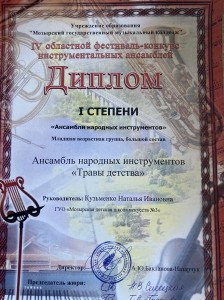 Учреждение образования
"Мозырский государственный музыкальный колледж"
IV областной фестиваль-конкурс
инструментальных ансамблей
Диплом
I СТЕПЕНИ
«Ансамбли народных инструментов»
Младшая возрастная группа, большой состав
Ансамбль народных инструментов
«Травы детства»
Руководитель: Кузьменко Наталья Ивановна
ГУО «Мозырская детская школа искусств №3»
Директор
Председатель жюри: